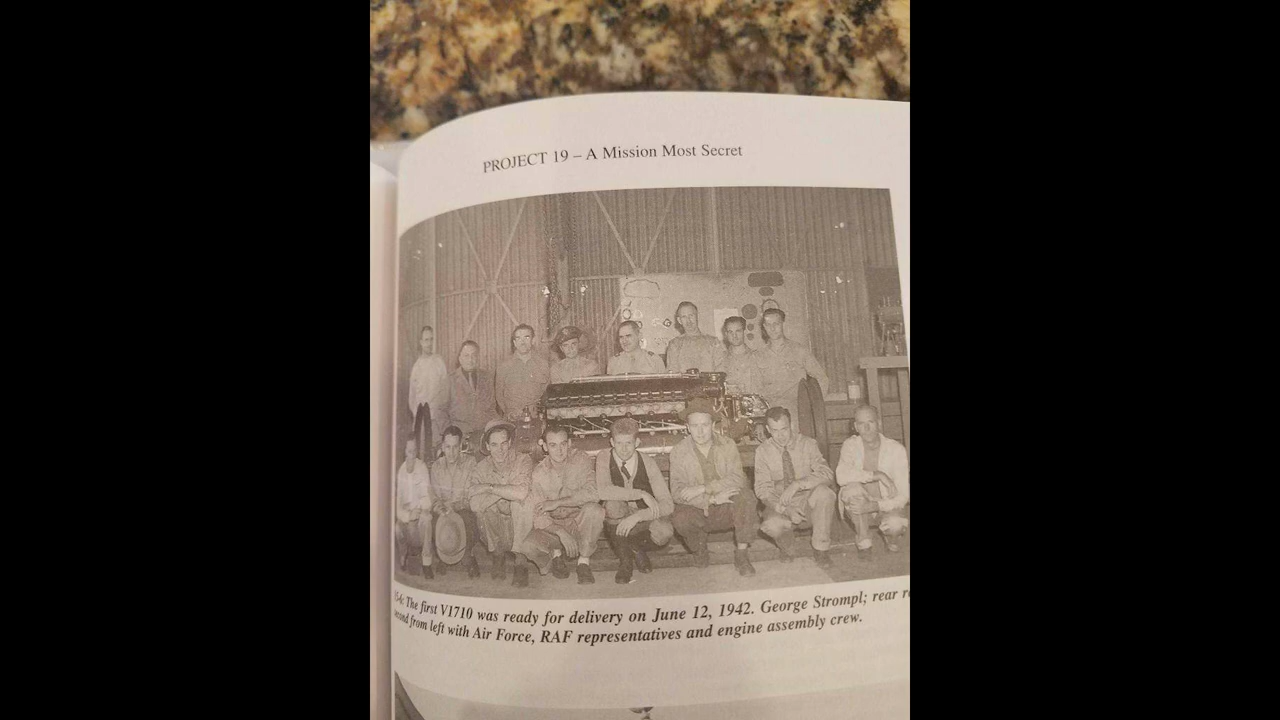 PROJECT 19 – A Mission Most Secret
The first V1710 was ready for delivery on June 12, 1942. George Strompl; rear
second from left with Air Force, RAF representatives and engine assembly crew.